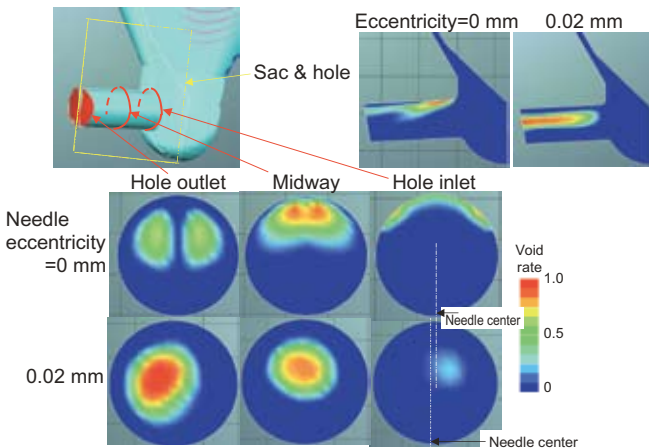 Eccentricity=0 mm
0.02 mm
Sac & hole
Hole outlet
Midway
Hole inlet
Needle
eccentricity
=0 mm
Void
rate
1.0
0.5
0
Needle center
0.02 mm
Needle center